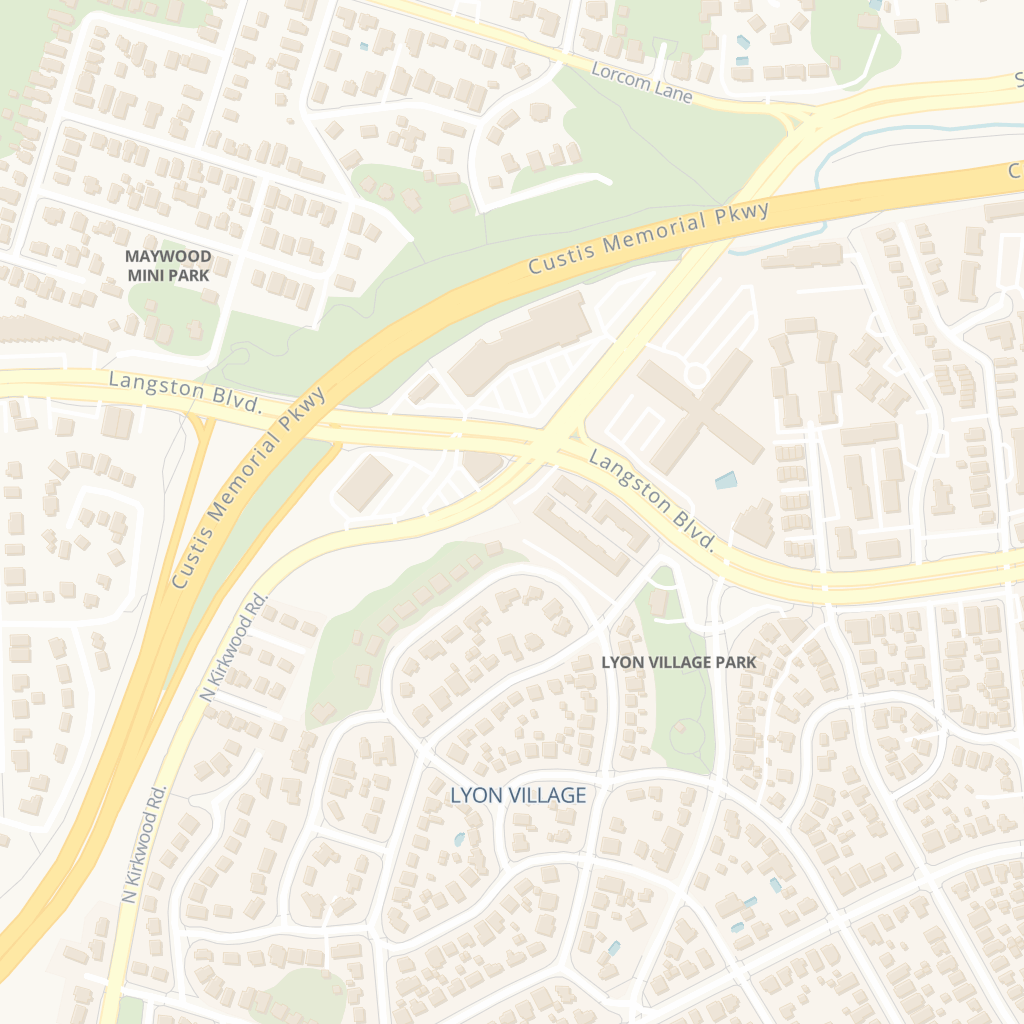 Lorcom Lane
S
C
Custis Memorial Pkwy
MAYWOOD
MINI PARK
Langston Blvd.
Custis Memorial Pkwy
Langston Blvd.
N Kirkwood Rd.
LYON VILLAGE PARK
LYON VILLAGE
N Kirkwood Rd.